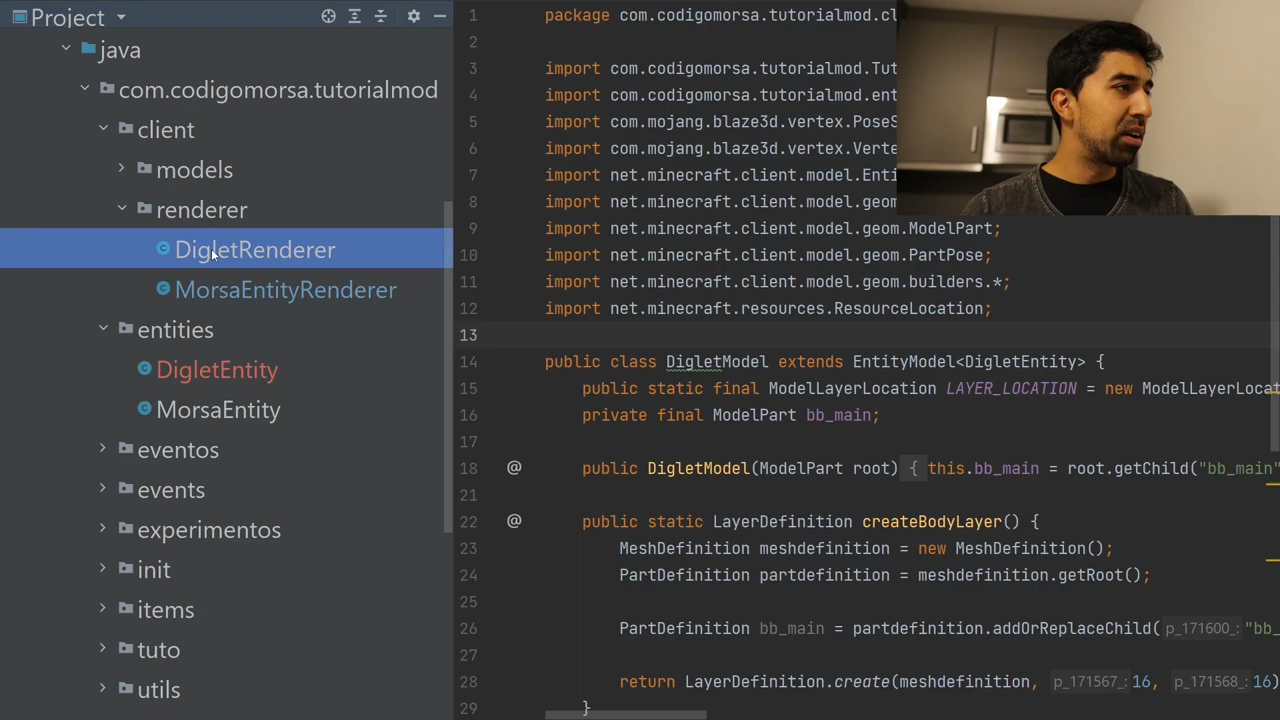 Project
java
com.codigomorsa.tutorialmod
client
models
renderer
DigletRenderer
MorsaEntityRenderer
entities
DigletEntity
MorsaEntity
eventos
events
experimentos
init
items
tuto
utils
1 package com.codigomorsa.tutorialmod.cl
2
3 import com.codigomorsa.tutorialmod.Tut
4 import com.codigomorsa.tutorialmod.ent
5 import com.mojang.blaze3d.vertex.PoseS
6 import com.mojang.blaze3d.vertex.Verte
7 import net.minecraft.client.model.Enti
8 import net.minecraft.client.model.geom
9 import net.minecraft.client.model.geom.ModelPart;
10 import net.minecraft.client.model.geom.PartPose;
11 import net.minecraft.client.model.geom.builders.*;
12 import net.minecraft.resources.ResourceLocation;
13
14 public class DigletModel extends EntityModel<DigletEntity> {
15 public static final ModelLayerLocation LAYER_LOCATION = new ModelLayerLocat
16 private final ModelPart bb_main;
17
18 @ public DigletModel(ModelPart root) { this.bb_main = root.getChild("bb_main"
21
22 @ public static LayerDefinition createBodyLayer() {
23 MeshDefinition meshdefinition = new MeshDefinition();
24 PartDefinition partdefinition = meshdefinition.getRoot();
25
26 PartDefinition bb_main = partdefinition.addOrReplaceChild( p_171600_: "bb_
27
28 return LayerDefinition.create(meshdefinition, p_171567_: 16, p_171568_: 16)
29 }